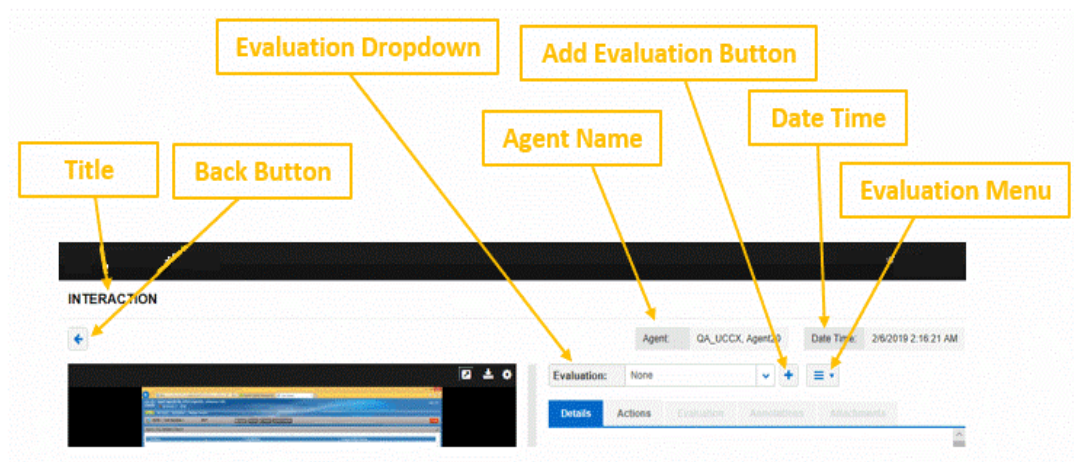 Evaluation Dropdown
Add Evaluation Button
Date Time
Agent Name
Title
Back Button
Evaluation Menu
INTERACTION
Agent: QA_UCCX, Agent20 Date Time: 2/6/2019 2:16:21 AM
Evaluation: None
Details Actions Evaluation Annotations Attachments